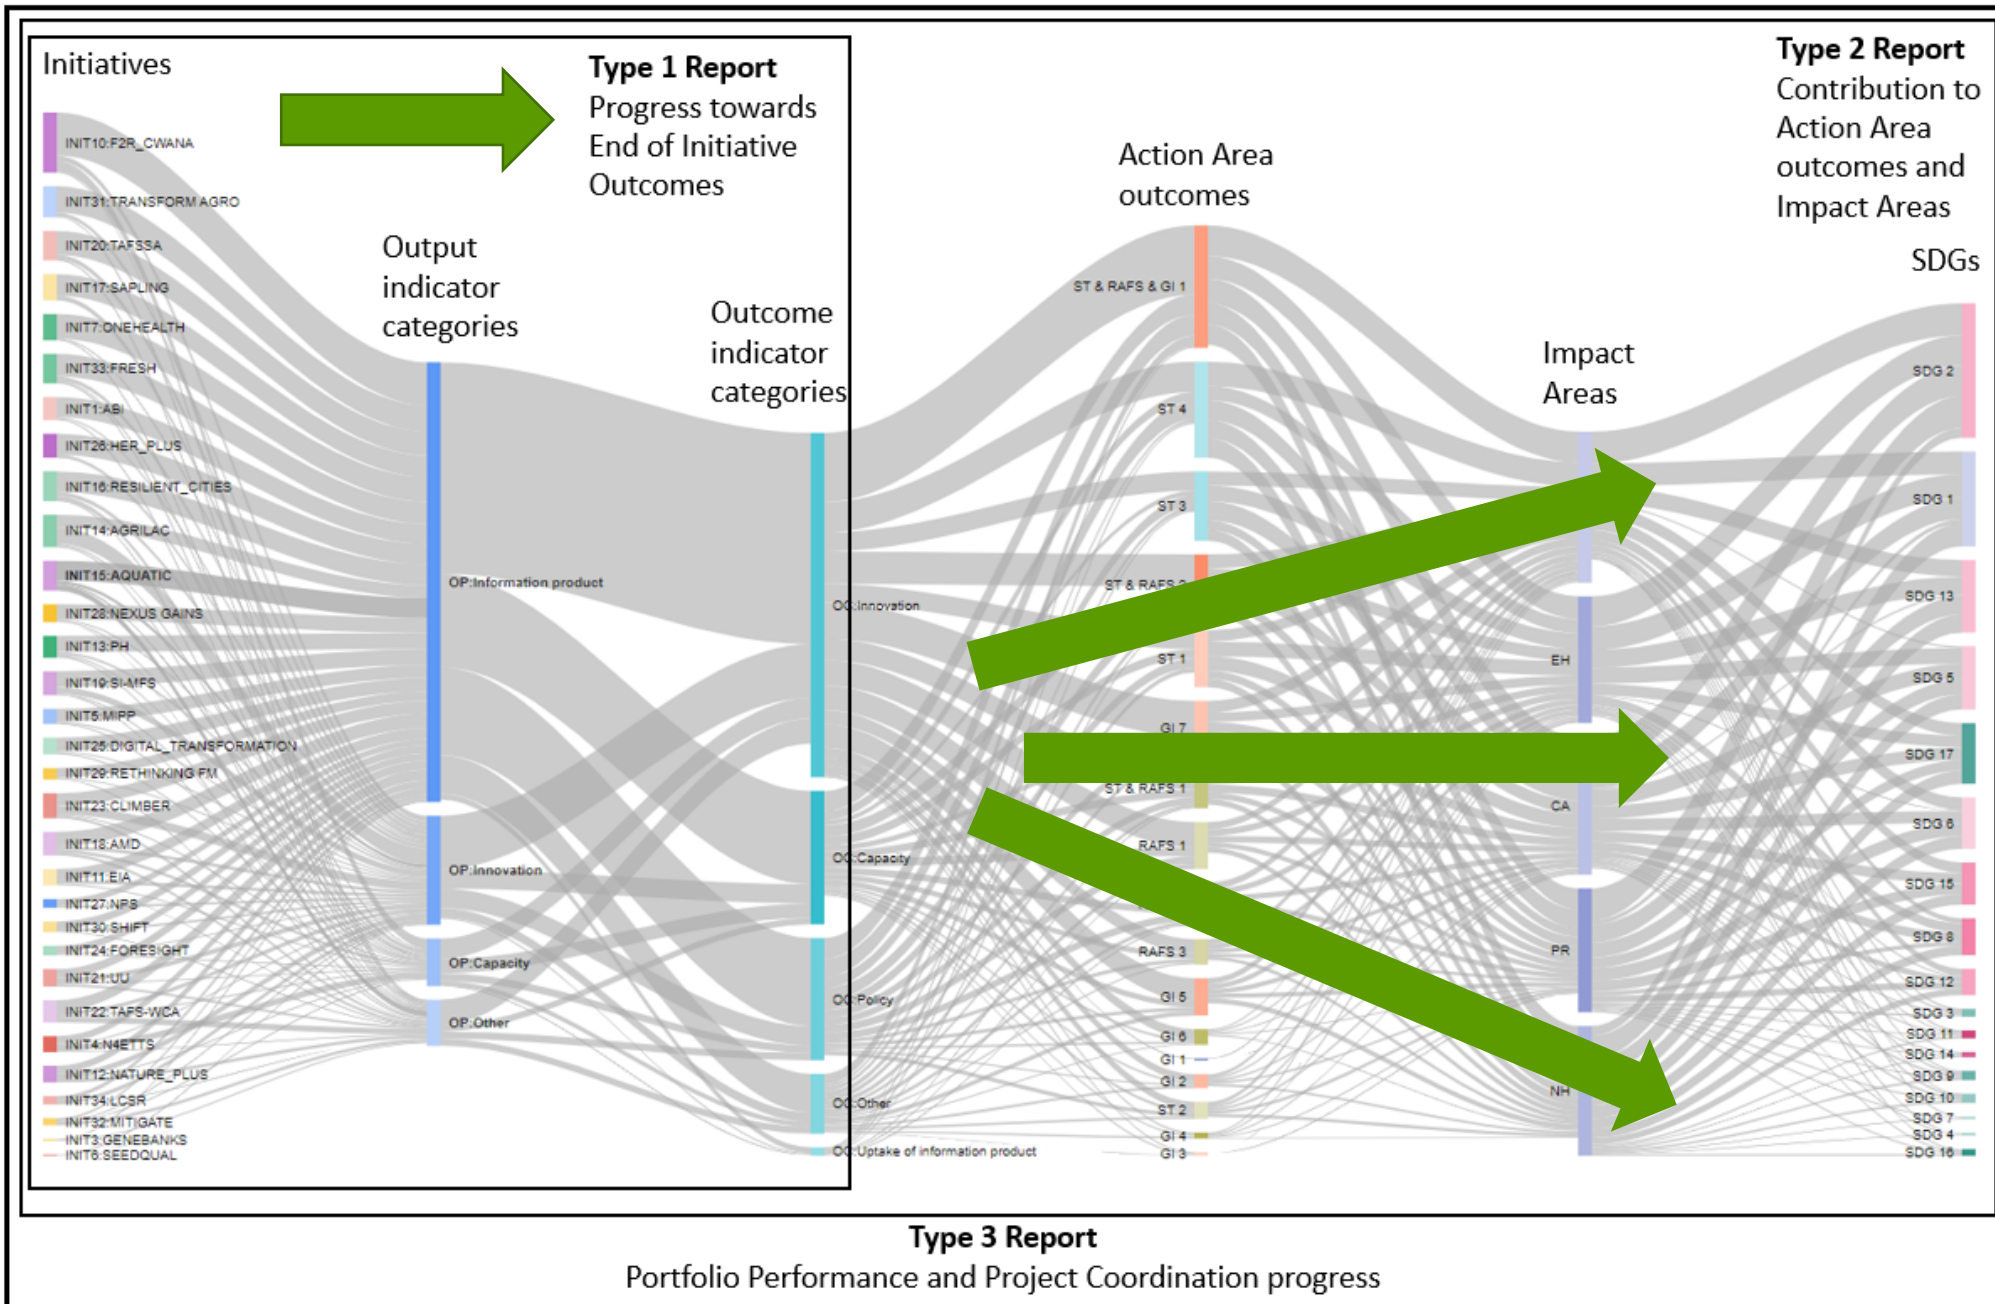 Initiatives
Type 1 Report
Progress towards
End of Initiative
Outcomes
Type 2 Report
Contribution to
Action Area
outcomes and
Impact Areas
SDGs
Action Area
outcomes
Output
indicator
categories
Outcome
indicator
categories
Impact
Areas
INIT10:F2R_CWANA
INIT31:TRANSFORM AGRO
INIT20:TAFSSA
INIT17:SAPLING
INIT7:ONEHEALTH
INIT33:FRESH
INIT1:ABI
INIT26:HER_PLUS
INIT16:RESILIENT_CITIES
INIT14:AGRILAC
INIT15:AQUATIC
INIT28:NEXUS GAINS
INIT13:PH
INIT19:SI-MFS
INIT5:MIPP
INIT25:DIGITAL_TRANSFORMATION
INIT29:RETHINKING FM
INIT23:CLIMBER
INIT18:AMD
INIT11:EIA
INIT27:NPS
INIT30:SHIFT
INIT24:FORESIGHT
INIT21:UU
INIT22:TAFS-WCA
INIT4:N4ETTS
INIT12:NATURE_PLUS
INIT34:LCSR
INIT32:MITIGATE
INIT3:GENEBANKS
INIT6:SEEDQUAL
OP:Information product
OP:Innovation
OP:Capacity
OP:Other
OC:Innovation
OC:Capacity
OC:Policy
OC:Other
OC:Uptake of information product
ST & RAFS & GI 1
ST 4
ST 3
ST & RAFS
ST 1
GI 7
ST & RAFS 1
RAFS 1
RAFS 3
GI 5
GI 6
GI 1
GI 2
ST 2
GI 4
GI 3
EH
CA
PR
NH
SDG 2
SDG 1
SDG 13
SDG 5
SDG 17
SDG 6
SDG 15
SDG 8
SDG 12
SDG 3
SDG 11
SDG 14
SDG 9
SDG 10
SDG 7
SDG 4
SDG 16
Type 3 Report
Portfolio Performance and Project Coordination progress